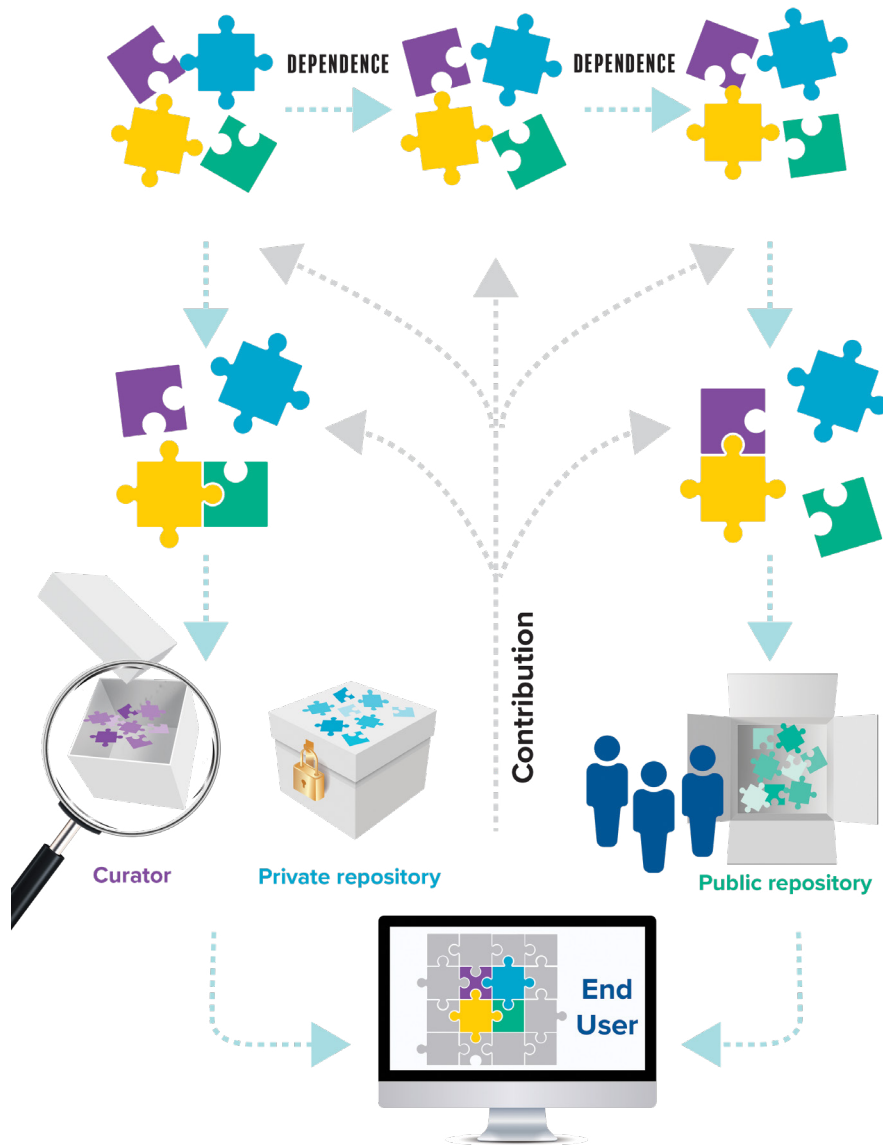 DEPENDENCE
DEPENDENCE
Contribution
Curator
Private repository
Public repository
End
User